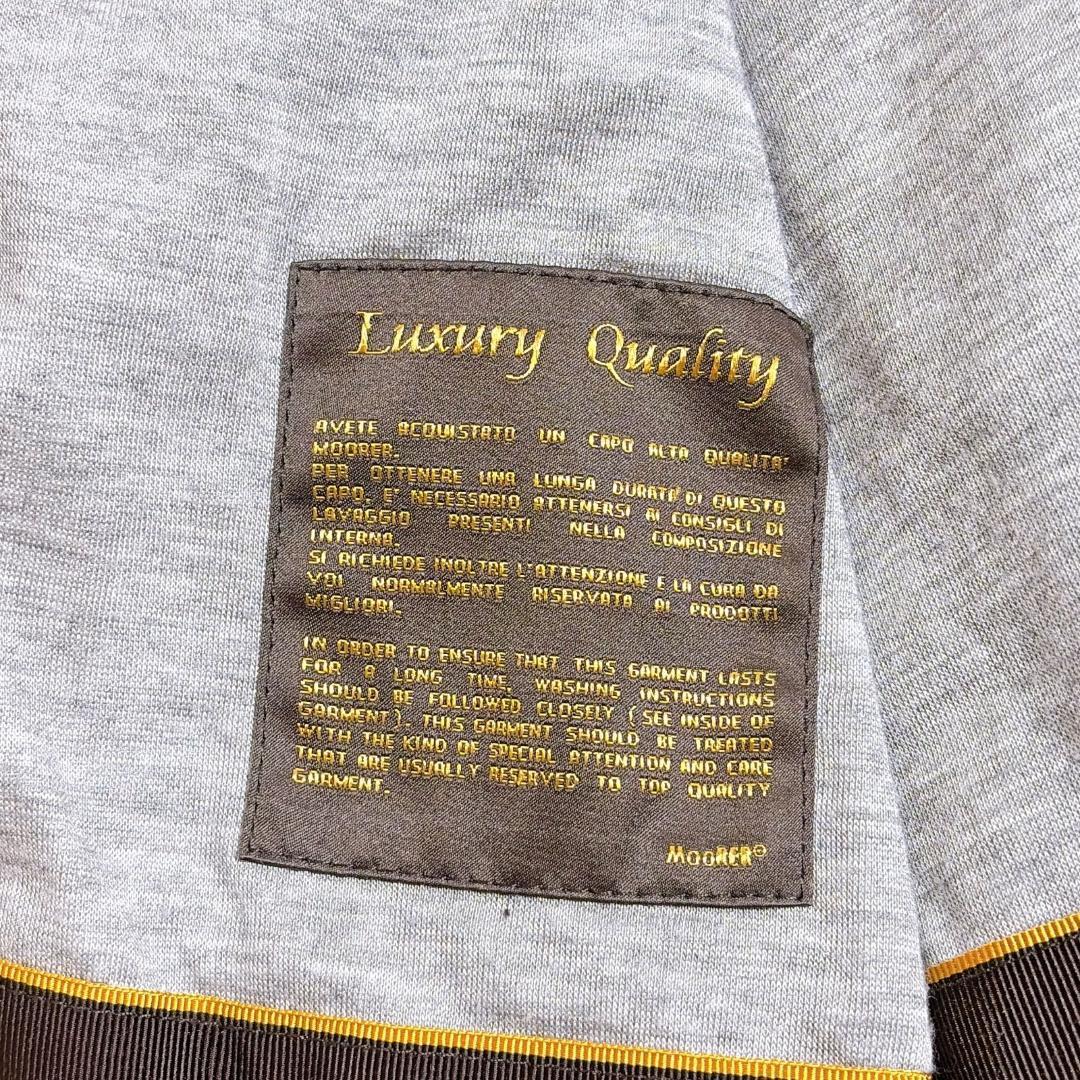 Luxury Quality
AVETE ACQUISTATO UN CAPO ALTA QUALITA'
MOORER.
PER OTTENERE UNA LUNGA DURATA DI QUESTO
CAPO, E' NECESSARIO ATTENERSI AI CONSIGLI DI
LAVAGGIO PRESENTI NELLA COMPOSIZIONE
INTERNA.
SI RICHIEDE INOLTRE L'ATTENZIONE E LA CURA DA
VOI NORMALMENTE RISERVATA AI PRODOTTI
MIGLIORI.
IN ORDER TO ENSURE THAT THIS GARMENT LASTS
FOR A LONG TIME, WASHING INSTRUCTIONS
SHOULD BE FOLLOWED CLOSELY (SEE INSIDE OF
GARMENT). THIS GARMENT SHOULD BE TREATED
WITH THE KIND OF SPECIAL ATTENTION AND CARE
THAT ARE USUALLY RESERVED TO TOP QUALITY
GARMENT.
MooRER®